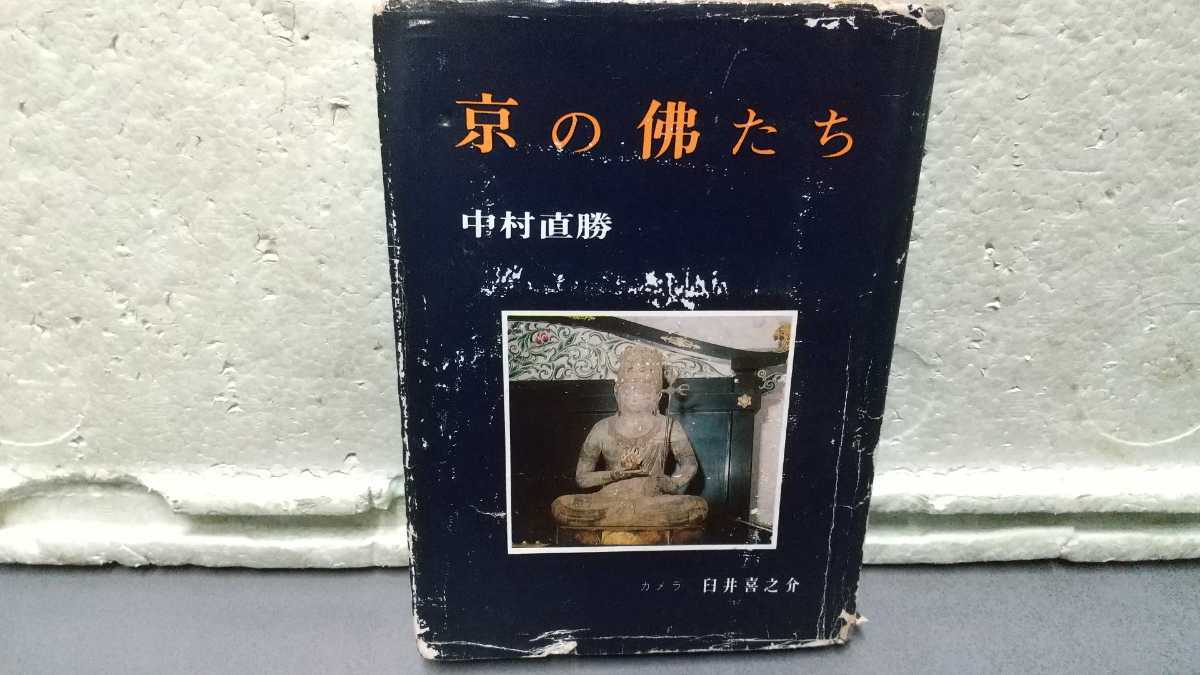 京の佛たち
中村直勝
カメラ 臼井喜之介